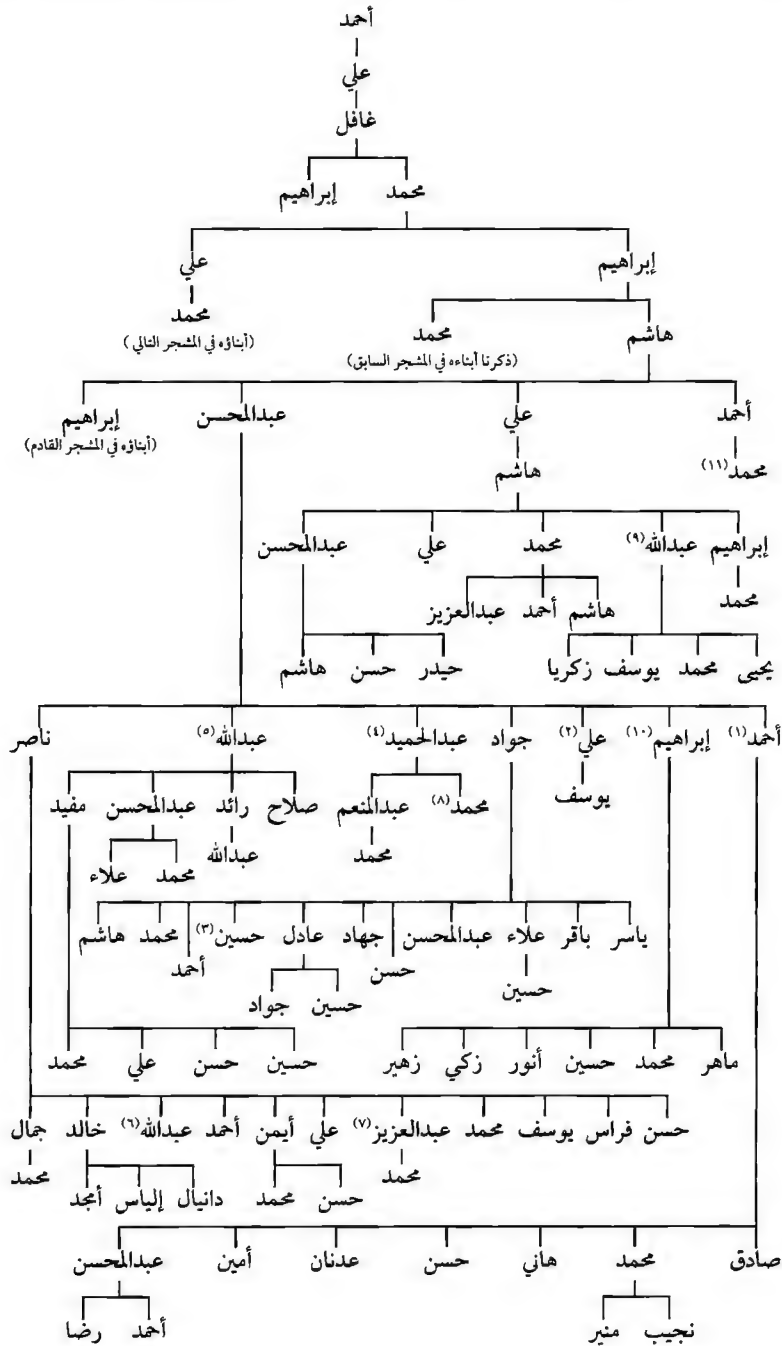 أحمد
علي
غافل
محمد إبراهيم
إبراهيم علي
هاشم محمد محمد
(ذكرنا أبناءه في المشجر السابق) (أبناؤه في المشجر التالي)
أحمد علي عبدالمحسن إبراهيم
(أبناؤه في المشجر القادم)
محمد(١١) هاشم
إبراهيم عبدالله(٩) محمد علي عبدالمحسن
محمد هاشم أحمد عبدالعزيز
يحيى محمد يوسف زكريا حيدر حسن هاشم
أحمد(١) إبراهيم(١٠) علي(٢) جواد عبدالحميد(٤) عبدالله(٥) ناصر
يوسف محمد(٨) عبدالمنعم صلاح رائد عبدالمحسن مفيد
محمد عبدالله محمد علاء
ياسر باقر علاء عبدالمحسن جهاد عادل حسين(٣) محمد هاشم
حسن أحمد
حسين حسين جواد
ماهر محمد حسين أنور زكي زهير حسين حسن علي محمد
حسن فراس يوسف محمد عبدالعزيز(٧) علي أيمن أحمد عبدالله(٦) خالد جمال
محمد حسن محمد دانيال إلياس أمجد محمد
صادق محمد هاني حسن عدنان أمين عبدالمحسن
نجيب منير أحمد رضا